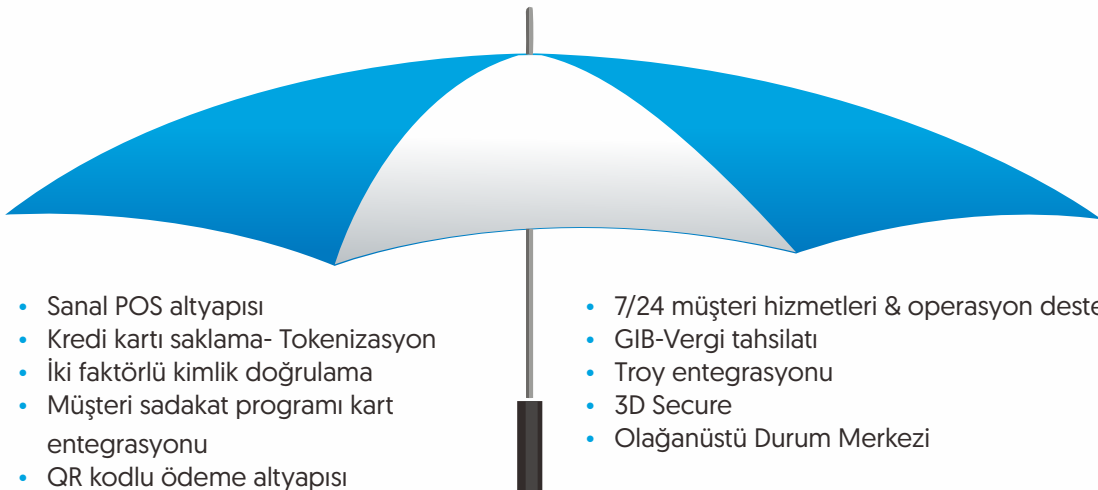 • Sanal POS altyapısı
• Kredi kartı saklama- Tokenizasyon
• İki faktörlü kimlik doğrulama
• Müşteri sadakat programı kart
entegrasyonu
• QR kodlu ödeme altyapısı
• 7/24 müşteri hizmetleri & operasyon
• GIB-Vergi tahsilatı
• Troy entegrasyonu
• 3D Secure
• Olağanüstü Durum Merkezi